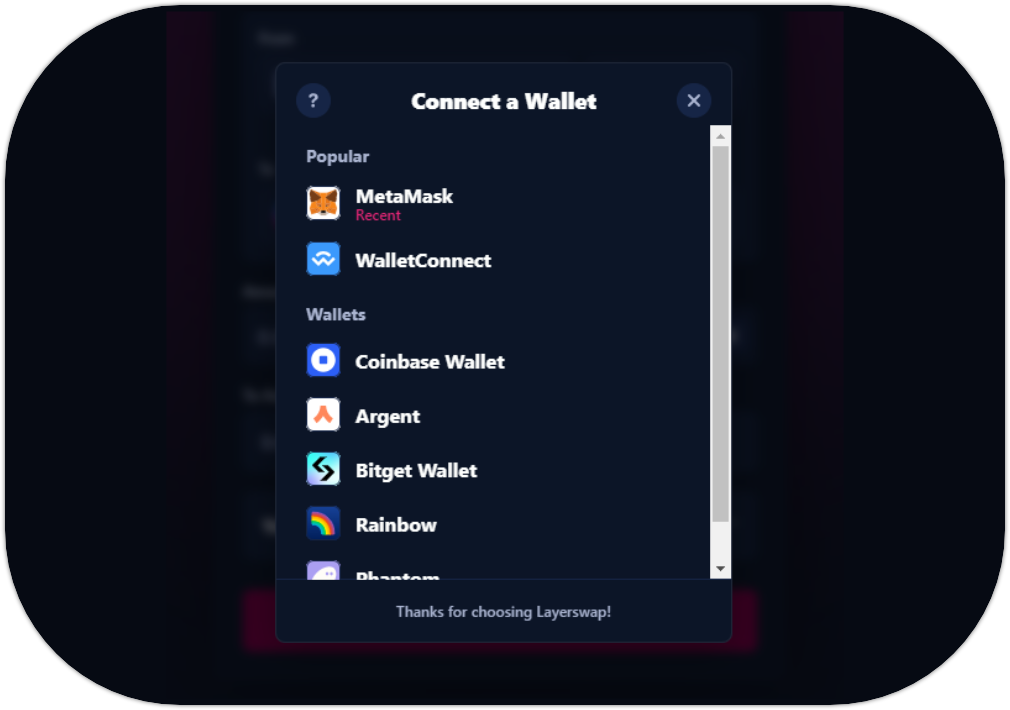 ?
Connect a Wallet
Popular
MetaMask
Recent
WalletConnect
Wallets
Coinbase Wallet
Argent
Bitget Wallet
Rainbow
Phantom
Thanks for choosing Layerswap!